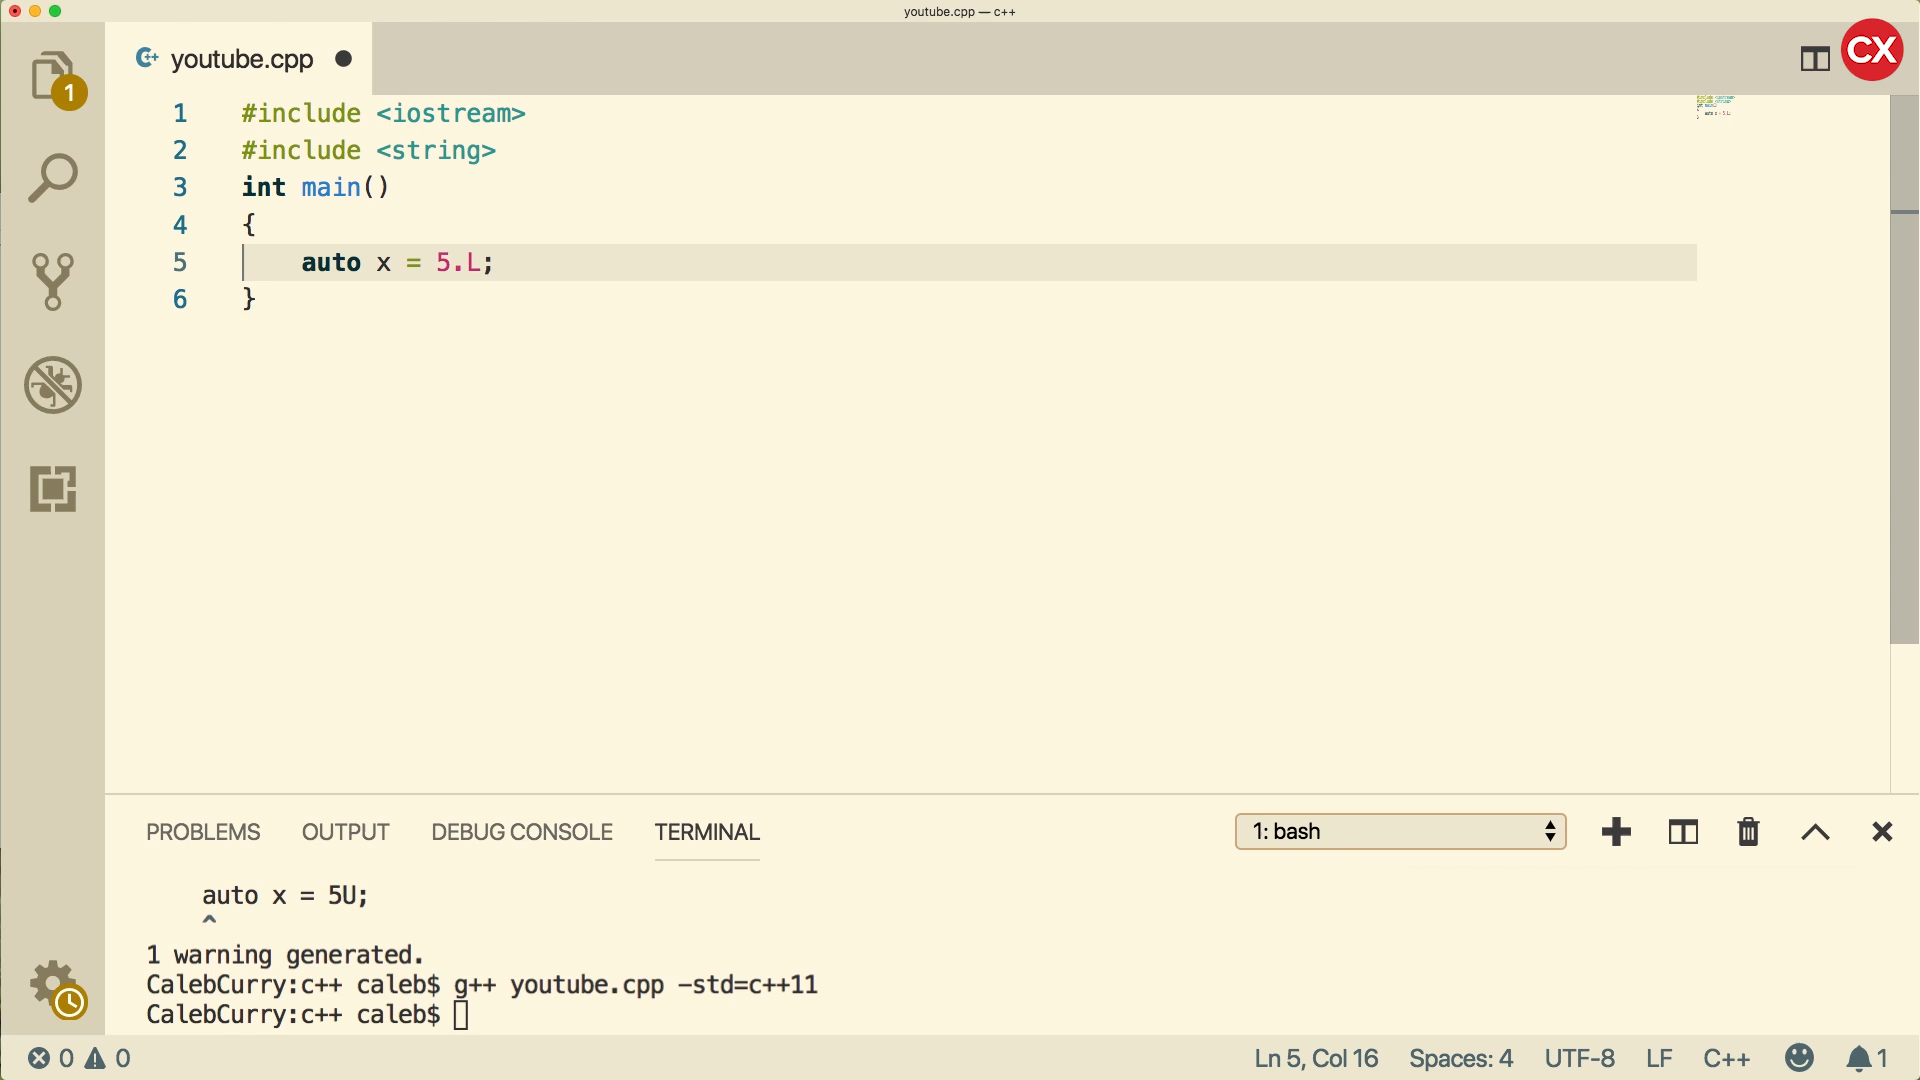 youtube.cpp — c++
1
C++ youtube.cpp
CX
1 #include <iostream>
2 #include <string>
3 int main()
4 {
5 auto x = 5.L;
6 }
PROBLEMS OUTPUT DEBUG CONSOLE TERMINAL 1: bash
auto x = 5U;
^
1 warning generated.
CalebCurry:c++ caleb$ g++ youtube.cpp -std=c++11
CalebCurry:c++ caleb$
0 0 Ln 5, Col 16 Spaces: 4 UTF-8 LF C++ 1